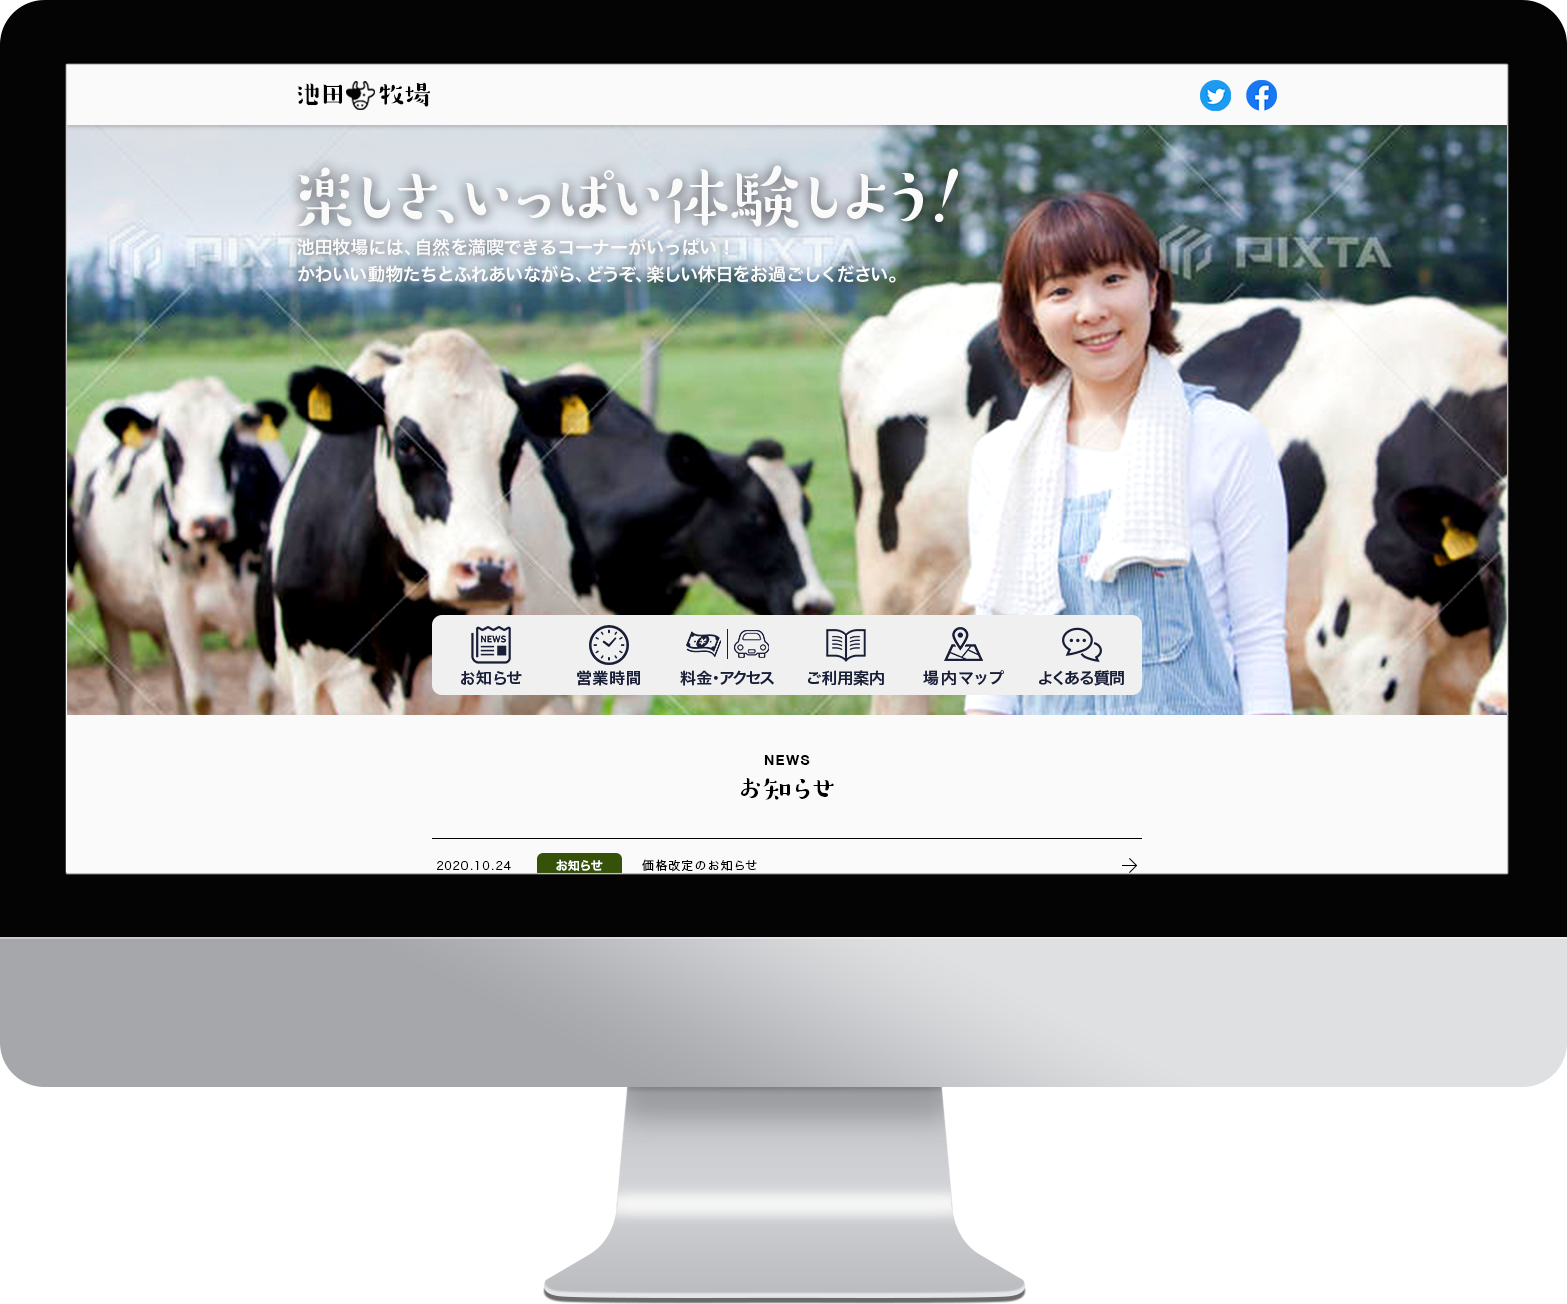 池田牧場
楽しさ、いっぱい体験しよう!
池田牧場には、自然を満喫できるコーナーがいっぱい!
かわいい動物たちとふれあいながら、どうぞ、楽しい休日をお過ごしください。
PIXTA PIXTA PIXTA
NEWS
お知らせ 営業時間 料金・アクセス ご利用案内 場内マップ よくある質問
NEWS
お知らせ
2020.10.24 お知らせ 価格改定のお知らせ →